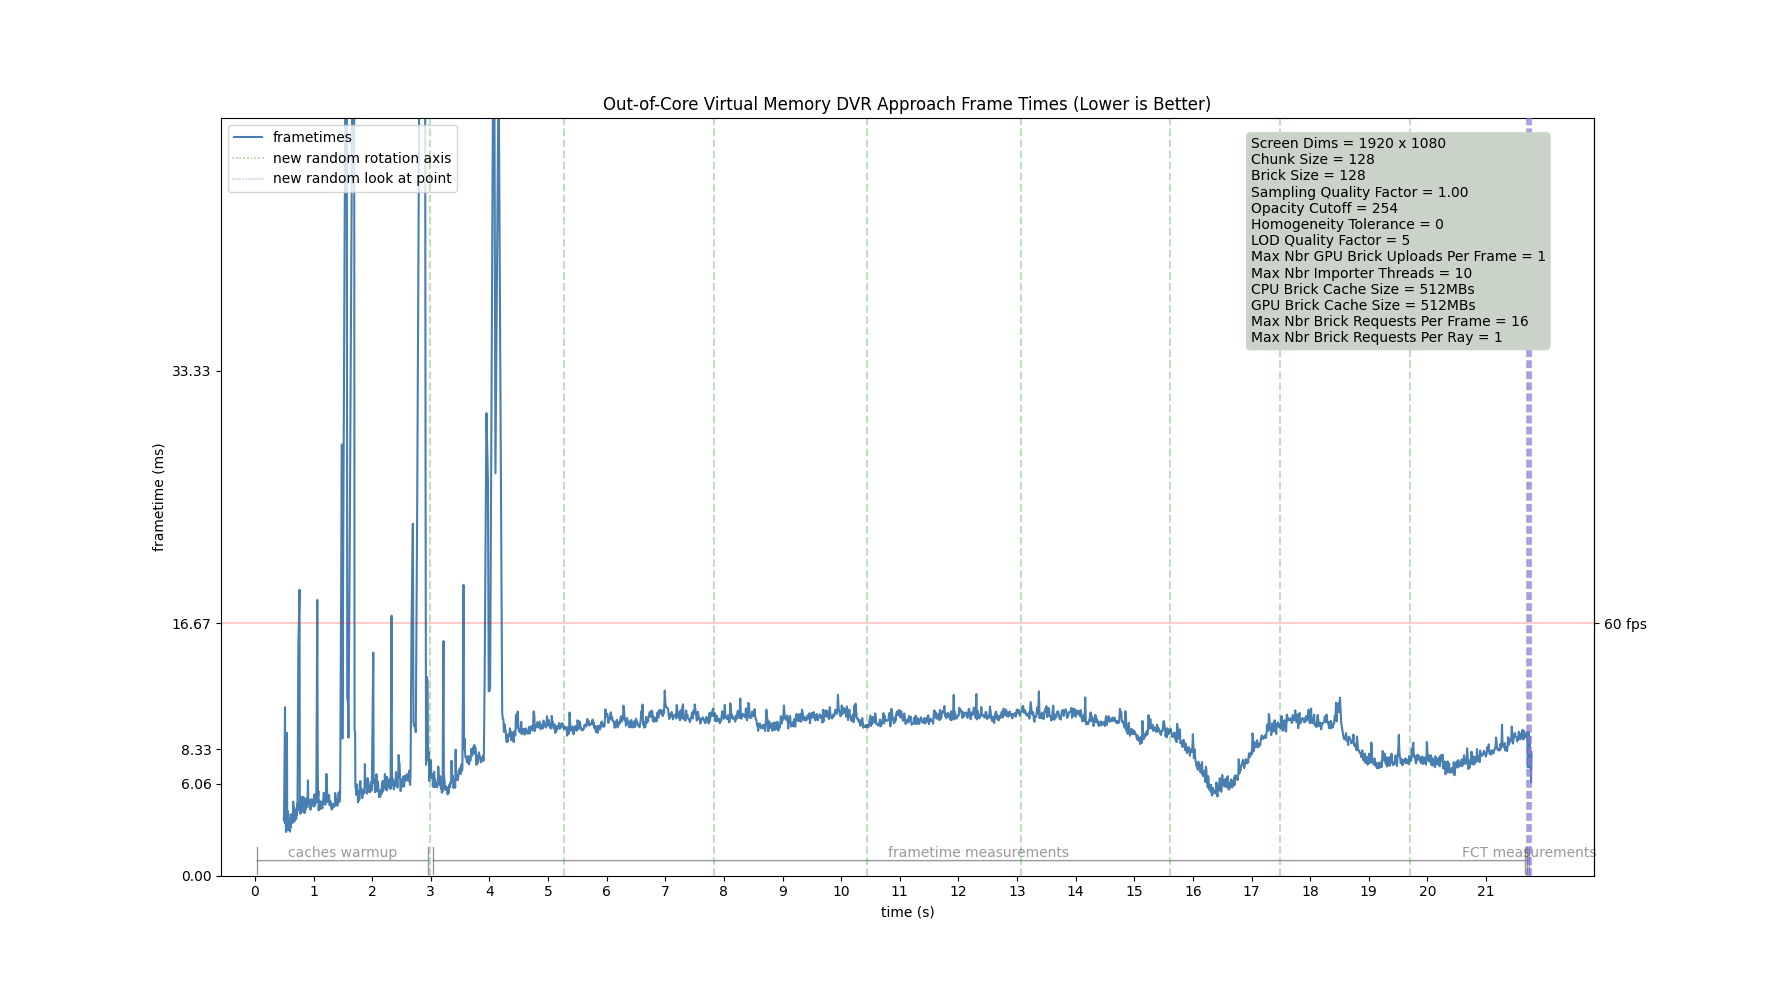 Out-of-Core Virtual Memory DVR Approach Frame Times (Lower is Better)
frametimes
new random rotation axis
new random look at point
Screen Dims = 1920 x 1080
Chunk Size = 128
Brick Size = 128
Sampling Quality Factor = 1.00
Opacity Cutoff = 254
Homogeneity Tolerance = 0
LOD Quality Factor = 5
Max Nbr GPU Brick Uploads Per Frame = 1
Max Nbr Importer Threads = 10
CPU Brick Cache Size = 512MBs
GPU Brick Cache Size = 512MBs
Max Nbr Brick Requests Per Frame = 16
Max Nbr Brick Requests Per Ray = 1
33.33
16.67
8.33
6.06
0.00
frametime (ms)
60 fps
caches warmup
frametime measurements
FCT measurements
0 1 2 3 4 5 6 7 8 9 10 11 12 13 14 15 16 17 18 19 20 21
time (s)